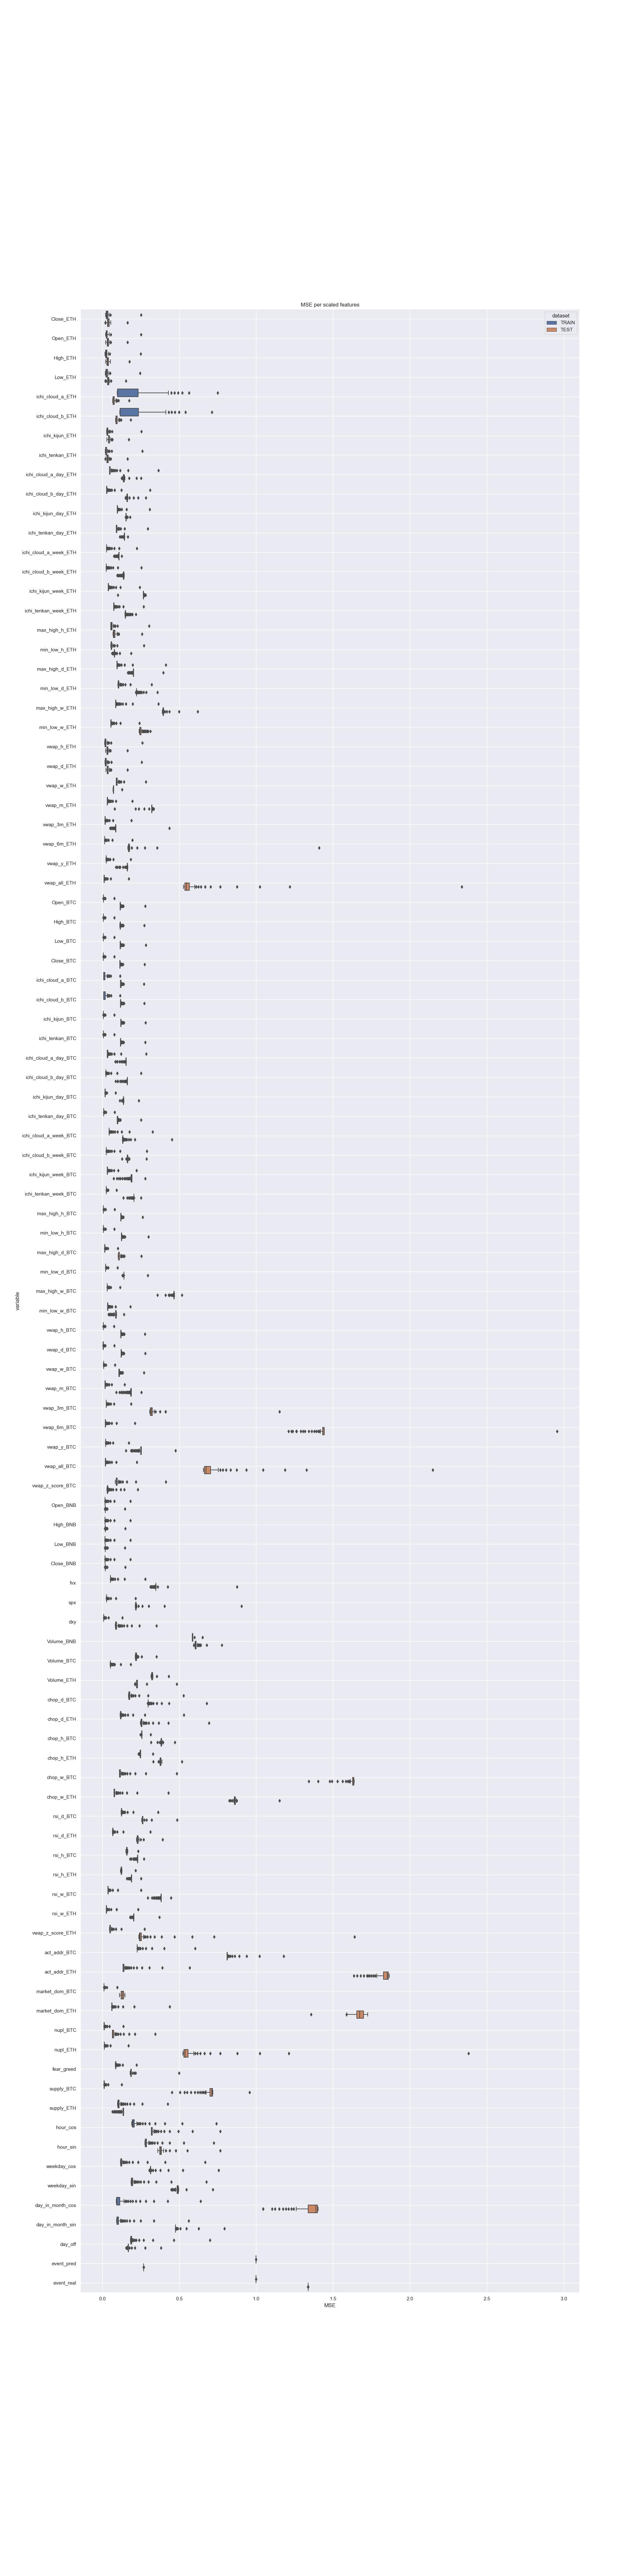 MSE per scaled features
dataset
TRAIN
TEST
Close_ETH
Open_ETH
High_ETH
Low_ETH
ichi_cloud_a_ETH
ichi_cloud_b_ETH
ichi_kijun_ETH
ichi_tenkan_ETH
ichi_cloud_a_day_ETH
ichi_cloud_b_day_ETH
ichi_kijun_day_ETH
ichi_tenkan_day_ETH
ichi_cloud_a_week_ETH
ichi_cloud_b_week_ETH
ichi_kijun_week_ETH
ichi_tenkan_week_ETH
max_high_h_ETH
min_low_h_ETH
max_high_d_ETH
min_low_d_ETH
max_high_w_ETH
min_low_w_ETH
vwap_h_ETH
vwap_d_ETH
vwap_w_ETH
vwap_m_ETH
vwap_3m_ETH
vwap_6m_ETH
vwap_y_ETH
vwap_all_ETH
Open_BTC
High_BTC
Low_BTC
Close_BTC
ichi_cloud_a_BTC
ichi_cloud_b_BTC
ichi_kijun_BTC
ichi_tenkan_BTC
ichi_cloud_a_day_BTC
ichi_cloud_b_day_BTC
ichi_kijun_day_BTC
ichi_tenkan_day_BTC
ichi_cloud_a_week_BTC
ichi_cloud_b_week_BTC
ichi_kijun_week_BTC
ichi_tenkan_week_BTC
max_high_h_BTC
min_low_h_BTC
max_high_d_BTC
min_low_d_BTC
max_high_w_BTC
min_low_w_BTC
vwap_h_BTC
vwap_d_BTC
vwap_w_BTC
vwap_m_BTC
vwap_3m_BTC
vwap_6m_BTC
vwap_y_BTC
vwap_all_BTC
vwap_z_score_BTC
Open_BNB
High_BNB
Low_BNB
Close_BNB
spx
dxy
Volume_BNB
Volume_BTC
Volume_ETH
chop_d_BTC
chop_d_ETH
chop_h_BTC
chop_h_ETH
chop_w_BTC
chop_w_ETH
rsi_d_BTC
rsi_d_ETH
rsi_h_BTC
rsi_h_ETH
rsi_w_BTC
rsi_w_ETH
vwap_z_score_ETH
act_addr_BTC
act_addr_ETH
market_dom_BTC
market_dom_ETH
nupl_BTC
nupl_ETH
fear_greed
supply_BTC
supply_ETH
hour_cos
hour_sin
weekday_cos
weekday_sin
day_in_month_cos
day_in_month_sin
day_off
event_pred
event_real
variable
0.0 0.5 1.0 1.5 2.0 2.5 3.0
MSE